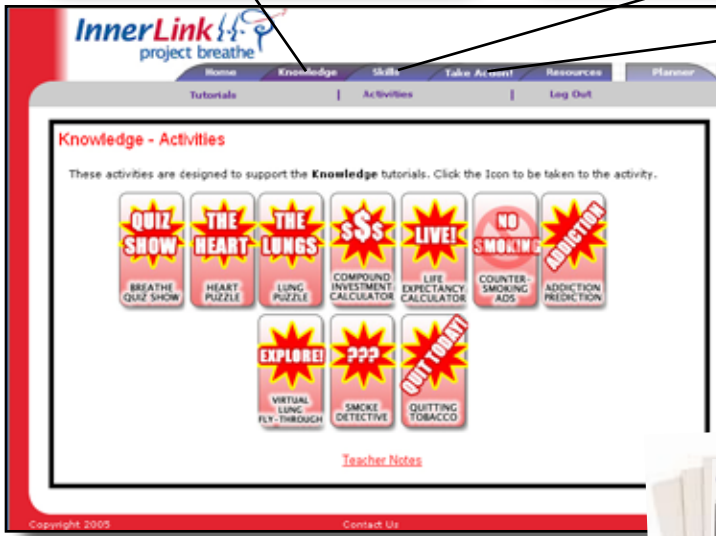 InnerLink
project breathe
Home Knowledge Skills Take Action! Resources Planner
Tutorials | Activities | Log Out
Knowledge - Activities
These activities are designed to support the Knowledge tutorials. Click the Icon to be taken to the activity.
QUIZ SHOW
BREATHE QUIZ SHOW
THE HEART
HEART PUZZLE
THE LUNGS
LUNG PUZZLE
$$$
COMPOUND INVESTMENT CALCULATOR
LIVE!
LIFE EXPECTANCY CALCULATOR
NO SMOKING
COUNTER-SMOKING ADS
ADDICTION
ADDICTION PREDICTION
EXPLORE!
VIRTUAL LUNG FLY-THROUGH
???
SMOKE DETECTIVE
QUIT TODAY!
QUITTING TOBACCO
Teacher Notes
Copyright 2005 Contact Us